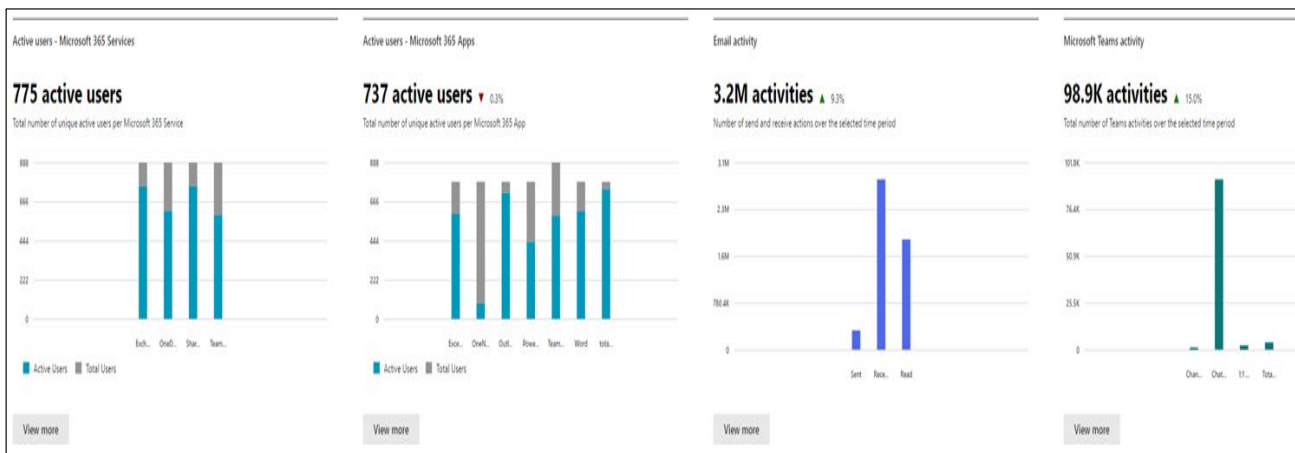 Active users - Microsoft 365 Services
775 active users
Total number of unique active users per Microsoft 365 Service
888
666
444
222
0
Exch... OneD... Shar... Team...
Active Users Total Users
View more
Active users - Microsoft 365 Apps
737 active users ▼ 0.3%
Total number of unique active users per Microsoft 365 App
888
666
444
222
0
Exce... OneN... Outl... Powe... Team... Word tota...
Active Users Total Users
View more
Email activity
3.2M activities ▲ 9.3%
Number of send and receive actions over the selected time period
3.1M
2.3M
1.6M
780.4K
0
Sent Rece... Read
View more
Microsoft Teams activity
98.9K activities ▲ 15.0%
Total number of Teams activities over the selected time period
101.8K
76.4K
50.9K
25.5K
0
Chan... Chat... 1:1... Tota...
View more